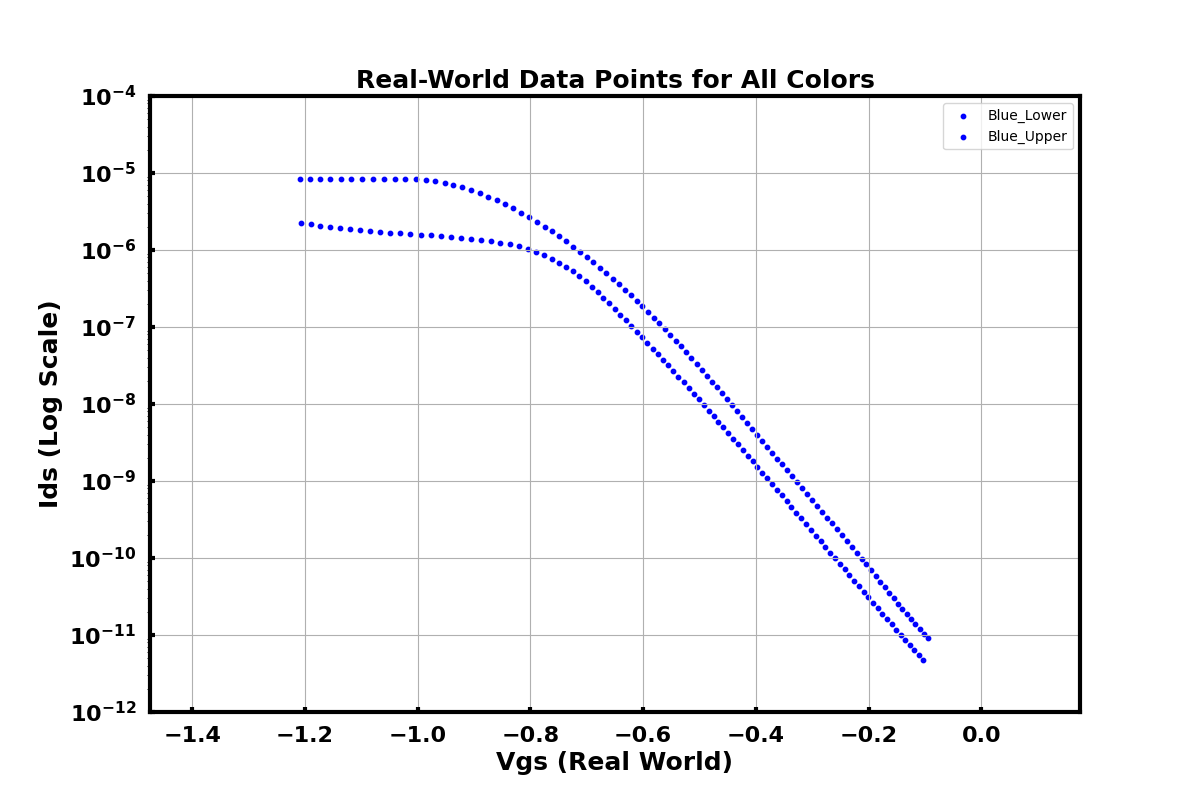 Real-World Data Points for All Colors
Blue_Lower
Blue_Upper
Ids (Log Scale)
10⁻⁴
10⁻⁵
10⁻⁶
10⁻⁷
10⁻⁸
10⁻⁹
10⁻¹⁰
10⁻¹¹
10⁻¹²
−1.4 −1.2 −1.0 −0.8 −0.6 −0.4 −0.2 0.0
Vgs (Real World)